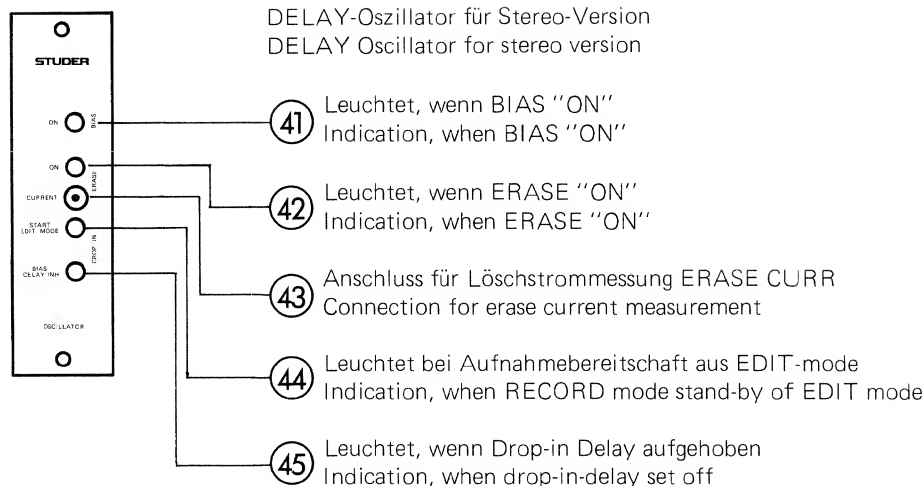 DELAY-Oszillator für Stereo-Version
DELAY Oscillator for stereo version
STUDER
ON
BIAS
41 Leuchtet, wenn BIAS "ON"
Indication, when BIAS "ON"
ON
ERASE
42 Leuchtet, wenn ERASE "ON"
Indication, when ERASE "ON"
CURRENT
43 Anschluss für Löschstrommessung ERASE CURR
Connection for erase current measurement
START
EDIT MODE
DROP-IN
44 Leuchtet bei Aufnahmebereitschaft aus EDIT-mode
Indication, when RECORD mode stand-by of EDIT mode
BIAS
DELAY INH
45 Leuchtet, wenn Drop-in Delay aufgehoben
Indication, when drop-in-delay set off
OSCILLATOR